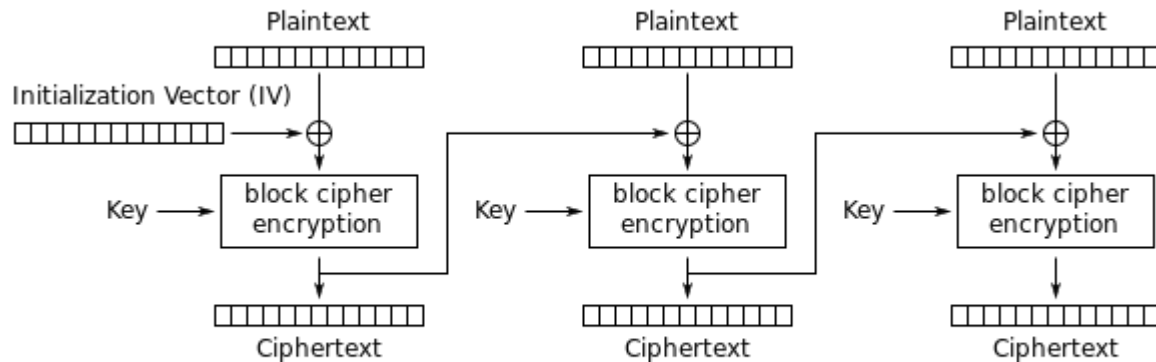 Plaintext
Plaintext
Plaintext
Initialization Vector (IV)
Key
block cipher
encryption
Key
block cipher
encryption
Key
block cipher
encryption
Ciphertext
Ciphertext
Ciphertext